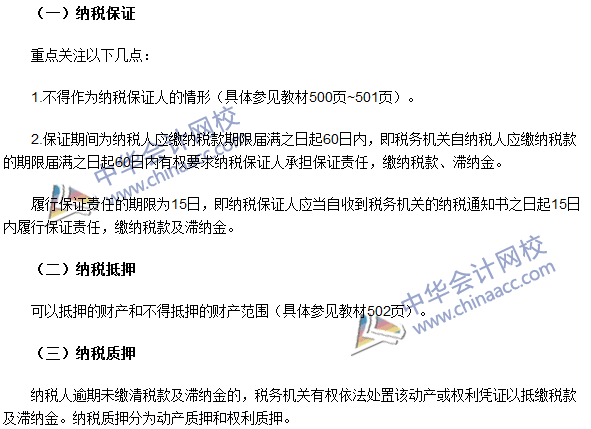 （一）纳税保证
重点关注以下几点：
1.不得作为纳税保证人的情形（具体参见教材500页~501页）。
2.保证期间为纳税人应缴纳税款期限届满之日起60日内，即税务机关自纳税人应缴纳税款
的期限届满之日起60日内有权要求纳税保证人承担保证责任，缴纳税款、滞纳金。
履行保证责任的期限为15日，即纳税保证人应当自收到税务机关的纳税通知书之日起15日
内履行保证责任，缴纳税款及滞纳金。
（二）纳税抵押
可以抵押的财产和不得抵押的财产范围（具体参见教材502页）。
（三）纳税质押
纳税人逾期未缴清税款及滞纳金的，税务机关有权依法处置该动产或权利凭证以抵缴税款
及滞纳金。纳税质押分为动产质押和权利质押。
中华会计网校
www.chinaacc.com
中华会计网校
www.chinaacc.com